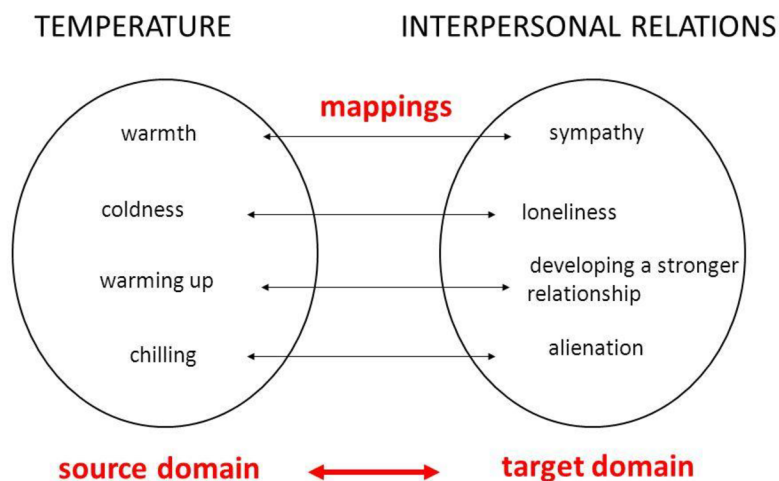 TEMPERATURE
INTERPERSONAL RELATIONS
mappings
warmth
sympathy
coldness
loneliness
warming up
developing a stronger
relationship
chilling
alienation
source domain
target domain